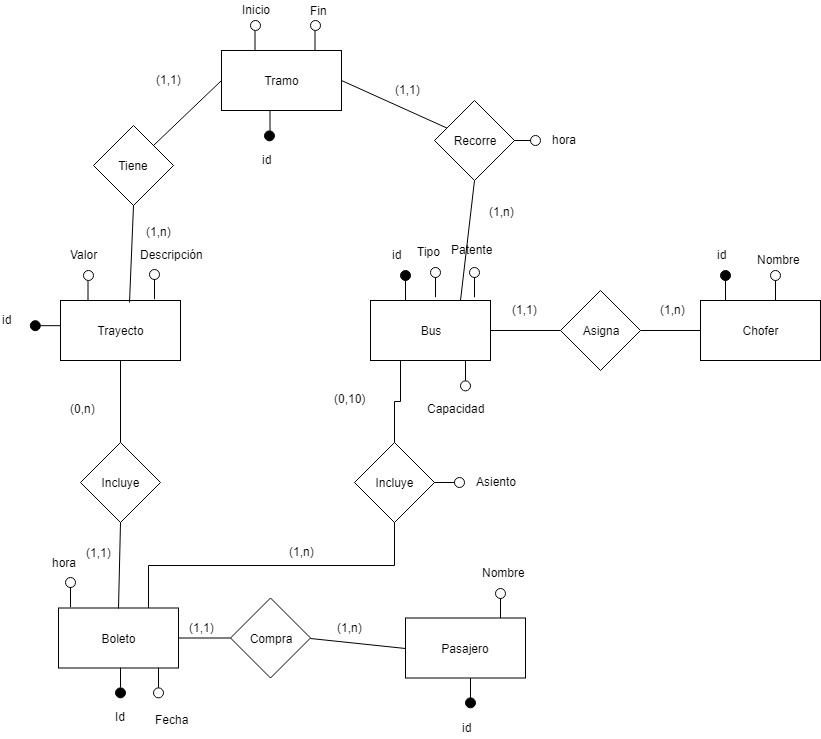 Inicio
Fin
(1,1)
Tramo
(1,1)
id
Tiene
Recorre
hora
(1,n)
(1,n)
Valor
Descripción
id
Tipo
Patente
id
Nombre
id
Trayecto
Bus
(1,1)
Asigna
(1,n)
Chofer
(0,n)
(0,10)
Capacidad
Incluye
Incluye
Asiento
(1,1)
(1,n)
hora
Nombre
Boleto
(1,1)
Compra
(1,n)
Pasajero
Id
Fecha
id